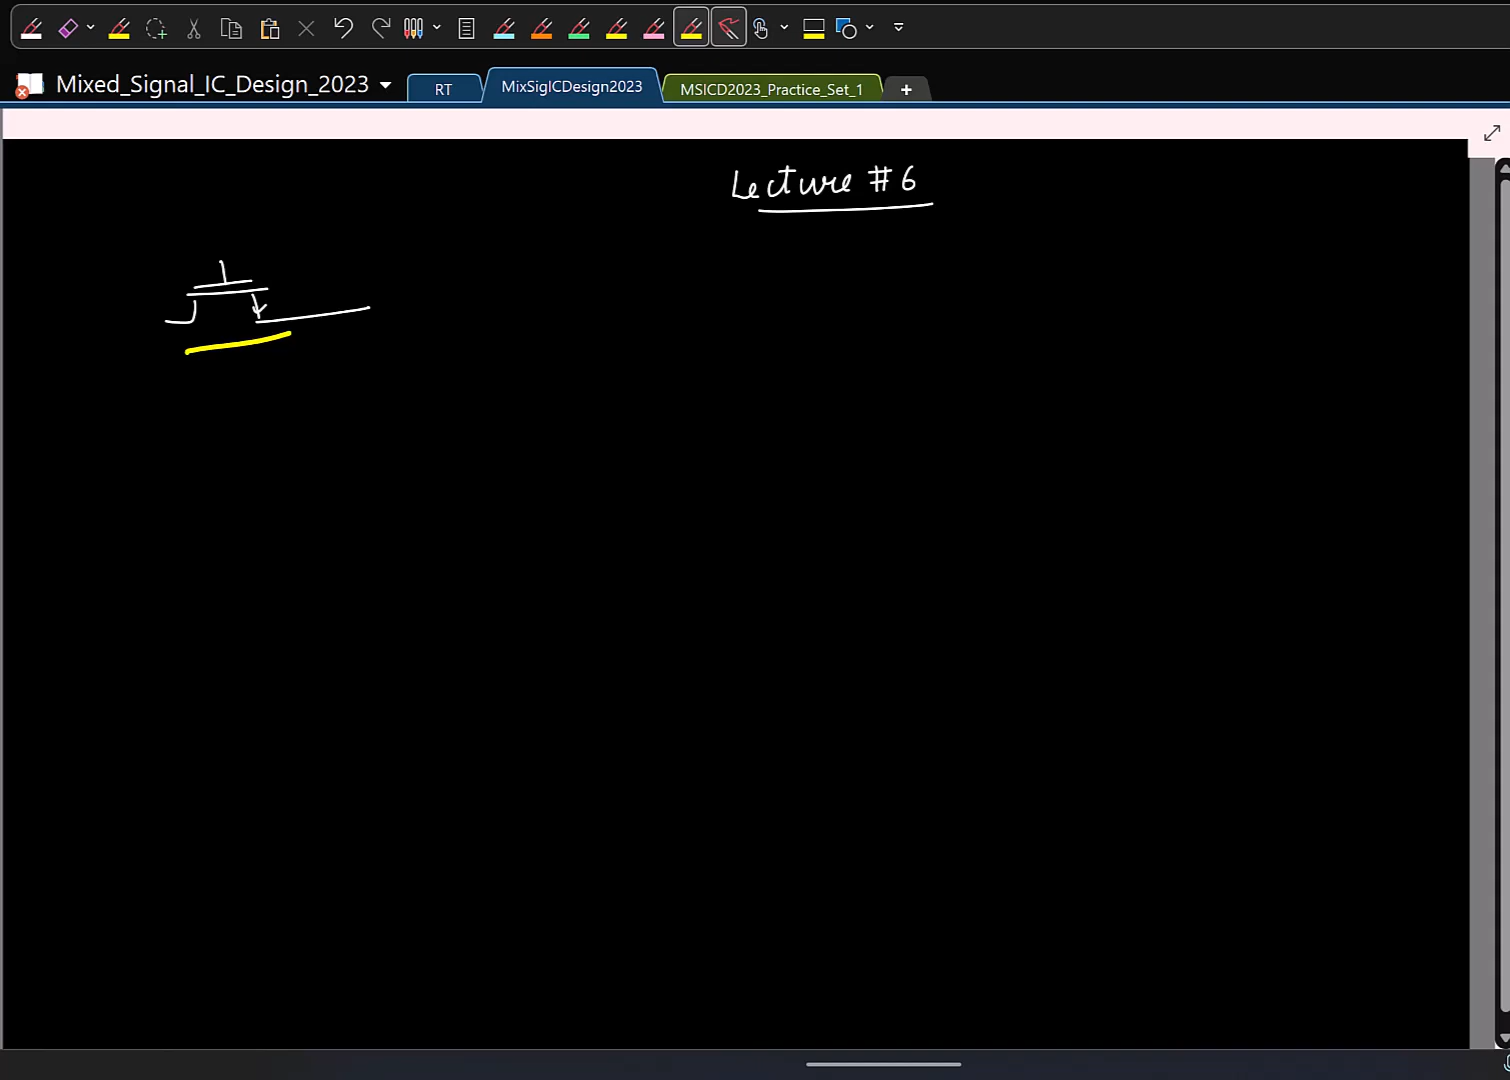 Mixed_Signal_IC_Design_2023
RT
MixSigICDesign2023
MSICD2023_Practice_Set_1
Lecture #6